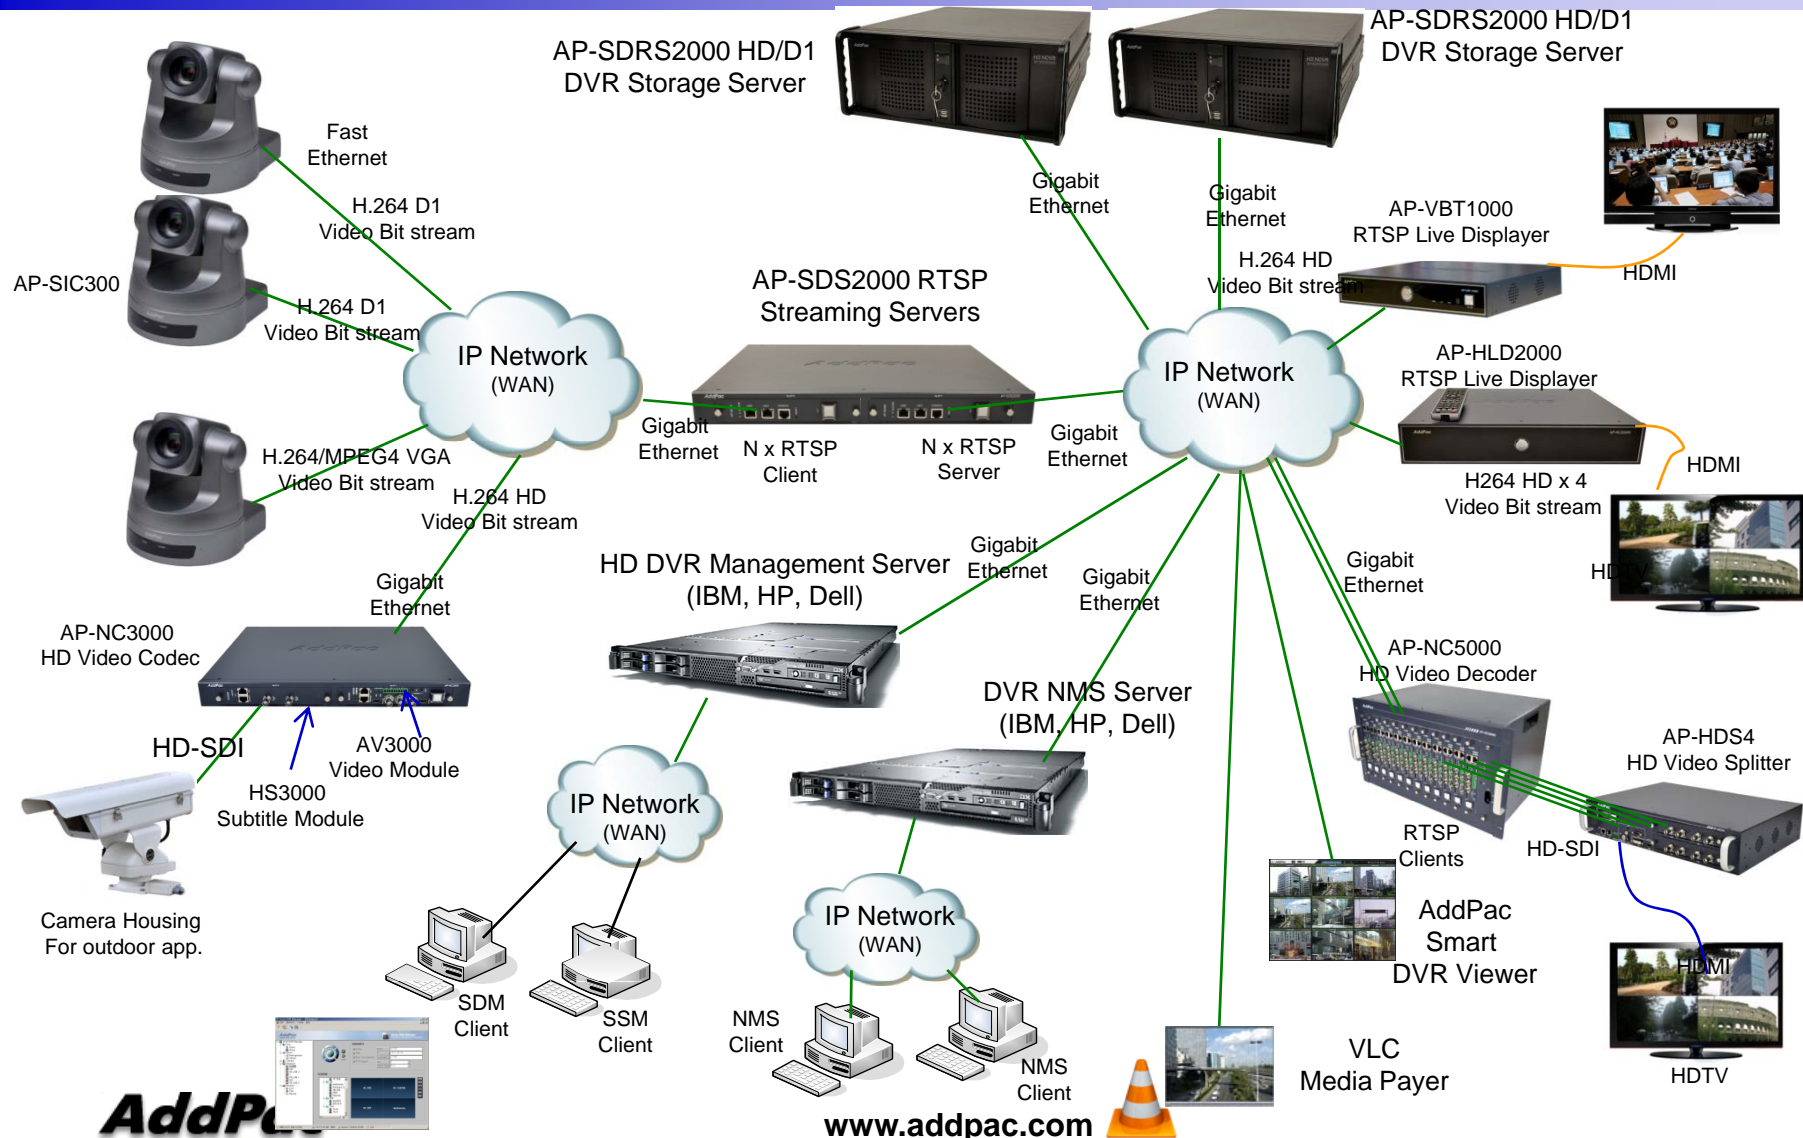 AP-SDRS2000 HD/D1
DVR Storage Server
AP-SDRS2000 HD/D1
DVR Storage Server
Fast
Ethernet
H.264 D1
Video Bit stream
AP-SIC300
H.264 D1
Video Bit stream
IP Network
(WAN)
H.264/MPEG4 VGA
Video Bit stream
H.264 HD
Video Bit stream
Gigabit
Ethernet
AP-SDS2000 RTSP
Streaming Servers
AddPac
AddPac
Gigabit
Ethernet
N x RTSP
Client
N x RTSP
Server
Gigabit
Ethernet
Gigabit
Ethernet
Gigabit
Ethernet
H.264 HD
Video Bit stream
IP Network
(WAN)
AP-VBT1000
RTSP Live Displayer
HDMI
AP-HLD2000
RTSP Live Displayer
AddPac
HDMI
H264 HD x 4
Video Bit stream
HDTV
AP-NC3000
HD Video Codec
AddPac
AddPac
HD-SDI
AV3000
Video Module
HS3000
Subtitle Module
Camera Housing
For outdoor app.
HD DVR Management Server
(IBM, HP, Dell)
Gigabit
Ethernet
Gigabit
Ethernet
DVR NMS Server
(IBM, HP, Dell)
IP Network
(WAN)
SDM
Client
SSM
Client
IP Network
(WAN)
NMS
Client
NMS
Client
Gigabit
Ethernet
AP-NC5000
HD Video Decoder
AP-HDS4
HD Video Splitter
RTSP
Clients
HD-SDI
AddPac
Smart
DVR Viewer
HDMI
HDTV
VLC
Media Payer
AddPac
www.addpac.com